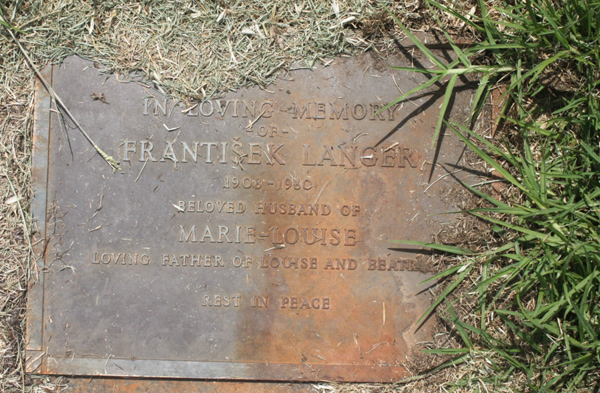 IN LOVING MEMORY
OF
FRANTIŠEK LANGER
1908-1980
BELOVED HUSBAND OF
MARIE-LOUISE
LOVING FATHER OF LOUISE AND
REST IN PEACE